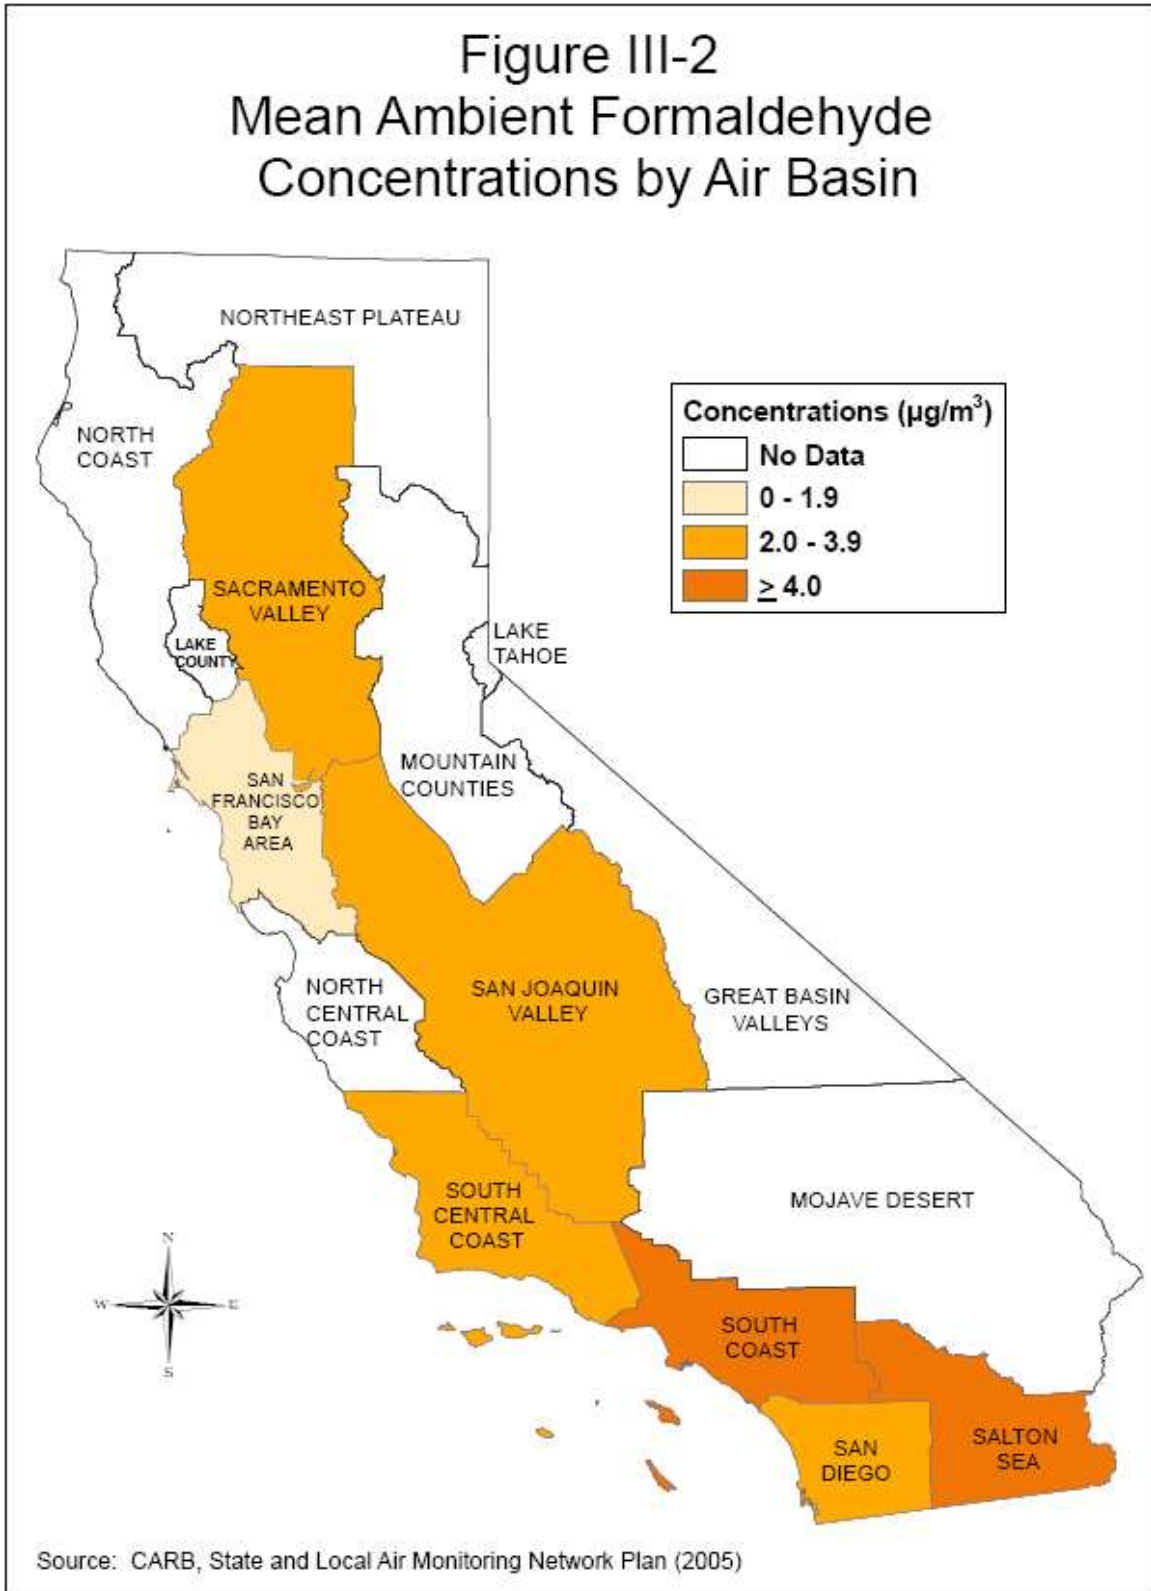 Figure III-2
Mean Ambient Formaldehyde
Concentrations by Air Basin
NORTHEAST PLATEAU
Concentrations (µg/m³)
No Data
0 - 1.9
2.0 - 3.9
≥ 4.0
NORTH
COAST
SACRAMENTO
VALLEY
LAKE
COUNTY
LAKE
TAHOE
MOUNTAIN
COUNTIES
SAN
FRANCISCO
BAY
AREA
NORTH
CENTRAL
COAST
SAN JOAQUIN
VALLEY
GREAT BASIN
VALLEYS
SOUTH
CENTRAL
COAST
MOJAVE DESERT
N
W
E
S
SOUTH
COAST
SAN
DIEGO
SALTON
SEA
Source: CARB, State and Local Air Monitoring Network Plan (2005)